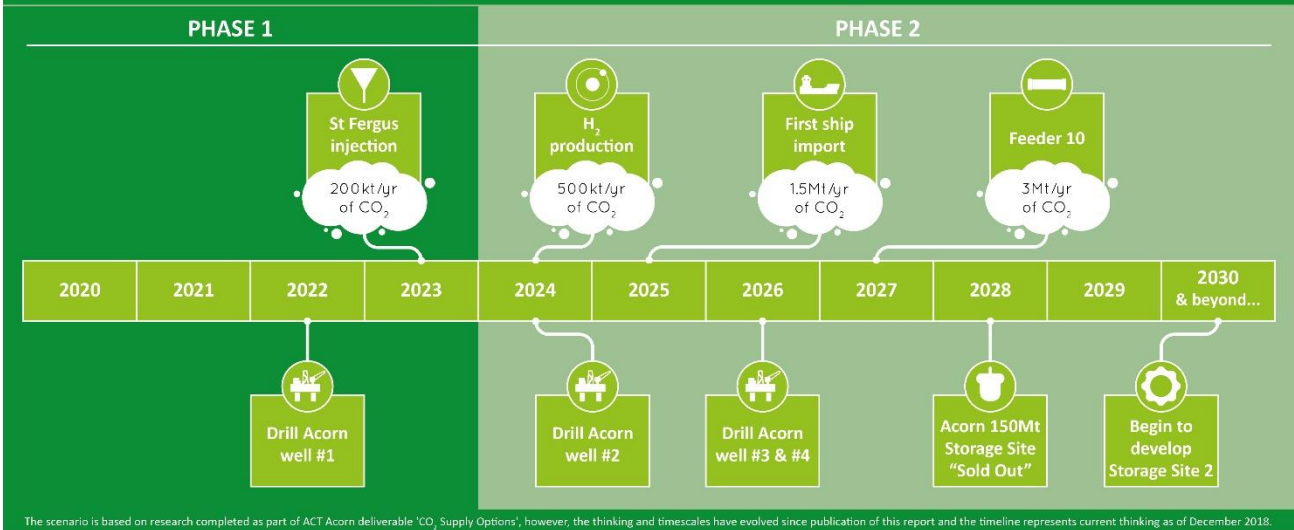 PHASE 1
PHASE 2
St Fergus
injection
200kt/yr
of CO₂
H₂
production
500kt/yr
of CO₂
First ship
import
1.5Mt/yr
of CO₂
Feeder 10
3Mt/yr
of CO₂
2020
2021
2022
2023
2024
2025
2026
2027
2028
2029
2030
& beyond...
Drill Acorn
well #1
Drill Acorn
well #2
Drill Acorn
well #3 & #4
Acorn 150Mt
Storage Site
“Sold Out”
Begin to
develop
Storage Site 2
The scenario is based on research completed as part of ACT Acorn deliverable 'CO₂ Supply Options', however, the thinking and timescales have evolved since publication of this report and the timeline represents current thinking as of December 2018.